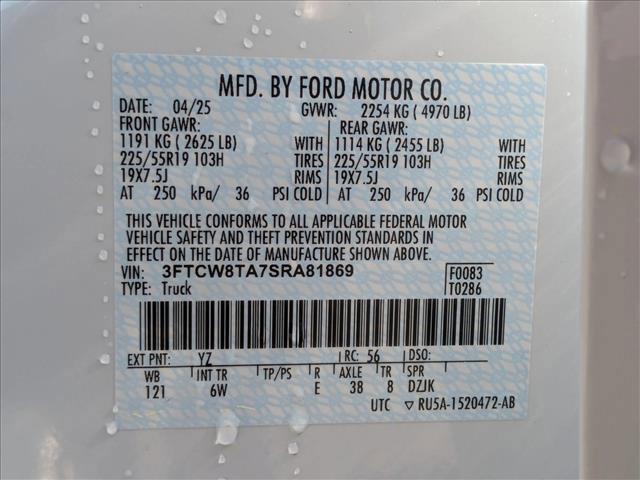 MFD. BY FORD MOTOR CO.
DATE: 04/25 GVWR: 2254 KG ( 4970 LB)
FRONT GAWR: REAR GAWR:
1191 KG ( 2625 LB) WITH 1114 KG ( 2455 LB) WITH
225/55R19 103H TIRES 225/55R19 103H TIRES
19X7.5J RIMS 19X7.5J RIMS
AT 250 kPa/ 36 PSI COLD AT 250 kPa/ 36 PSI COLD
THIS VEHICLE CONFORMS TO ALL APPLICABLE FEDERAL MOTOR
VEHICLE SAFETY AND THEFT PREVENTION STANDARDS IN
EFFECT ON THE DATE OF MANUFACTURE SHOWN ABOVE.
VIN: 3FTCW8TA7SRA81869 F0083
TYPE: Truck T0286
EXT PNT: YZ RC: 56 DSO:
WB INT TR TP/PS R AXLE TR SPR
121 6W E 38 8 DZJK
UTC ▽ RU5A-1520472-AB